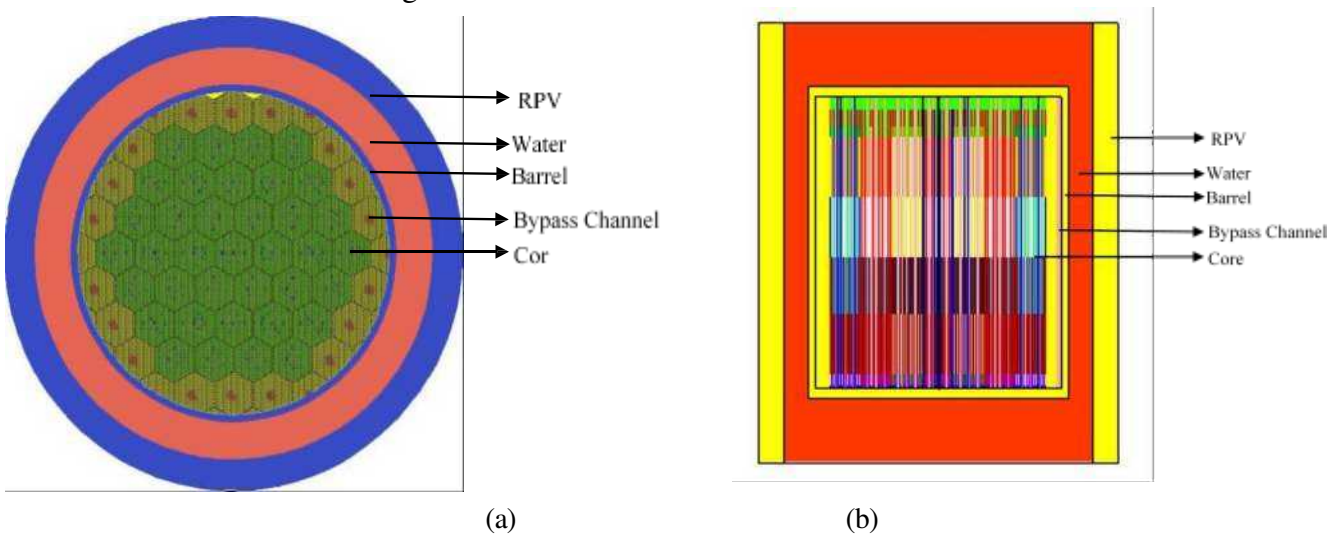 RPV
Water
Barrel
Bypass Channel
Cor
RPV
Water
Barrel
Bypass Channel
Core
(a)
(b)